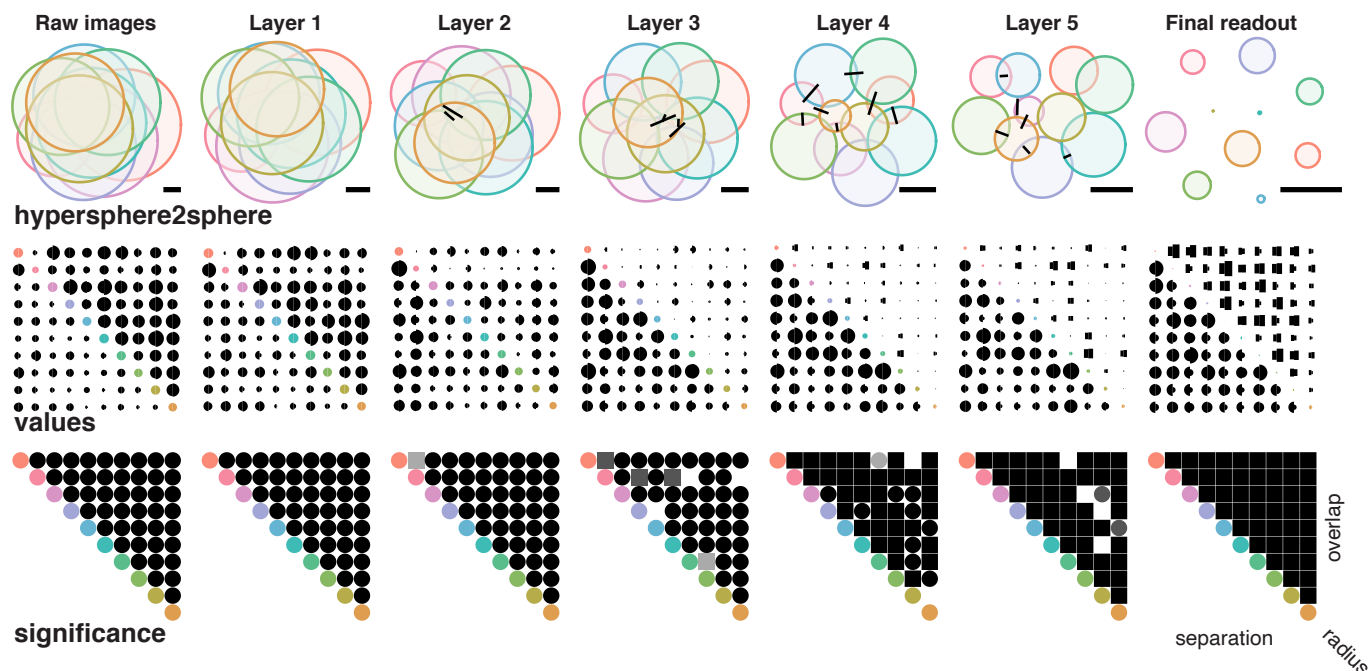 Raw images
Layer 1
Layer 2
Layer 3
Layer 4
Layer 5
Final readout
hypersphere2sphere
values
overlap
significance
separation
radius